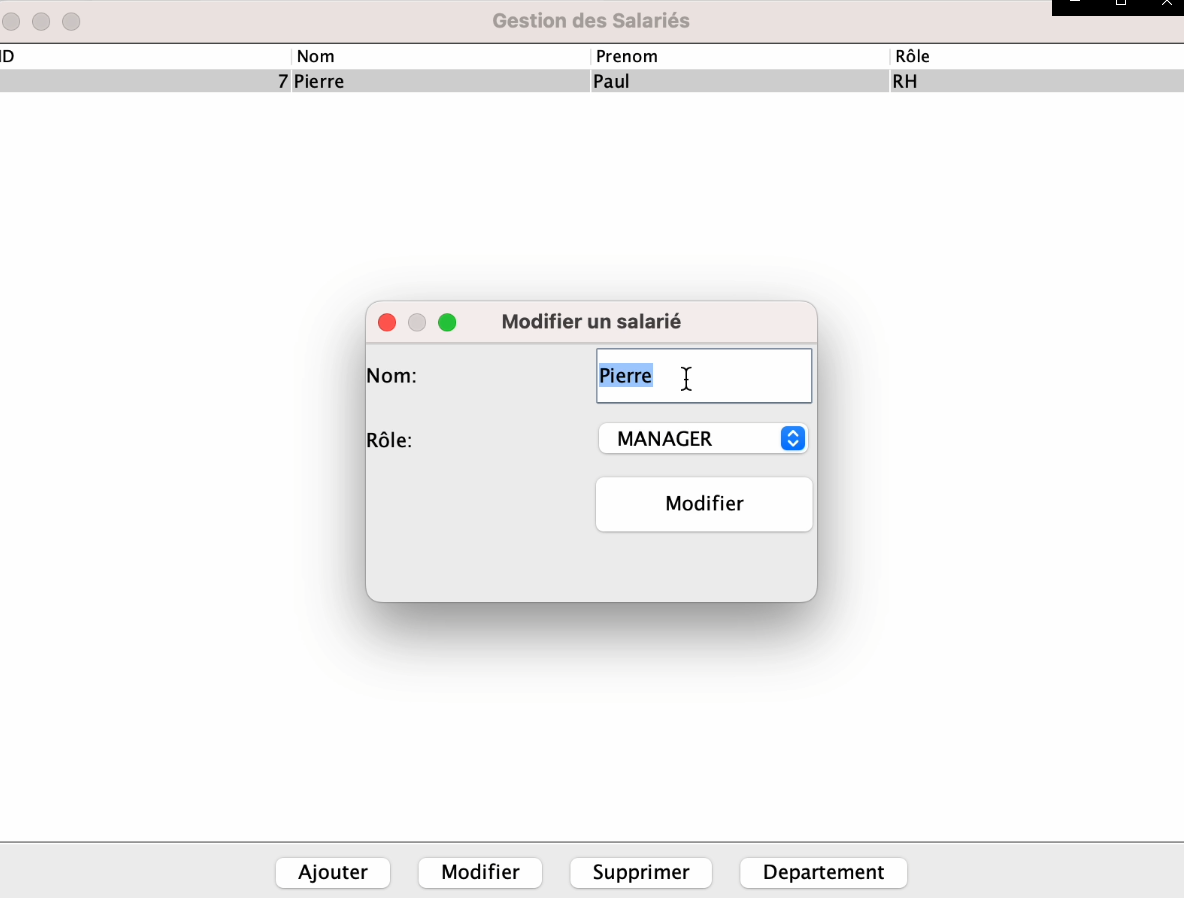 Gestion des Salariés
ID Nom Prenom Rôle
7 Pierre Paul RH
Modifier un salarié
Nom: Pierre
Rôle: MANAGER
Modifier
Ajouter Modifier Supprimer Departement